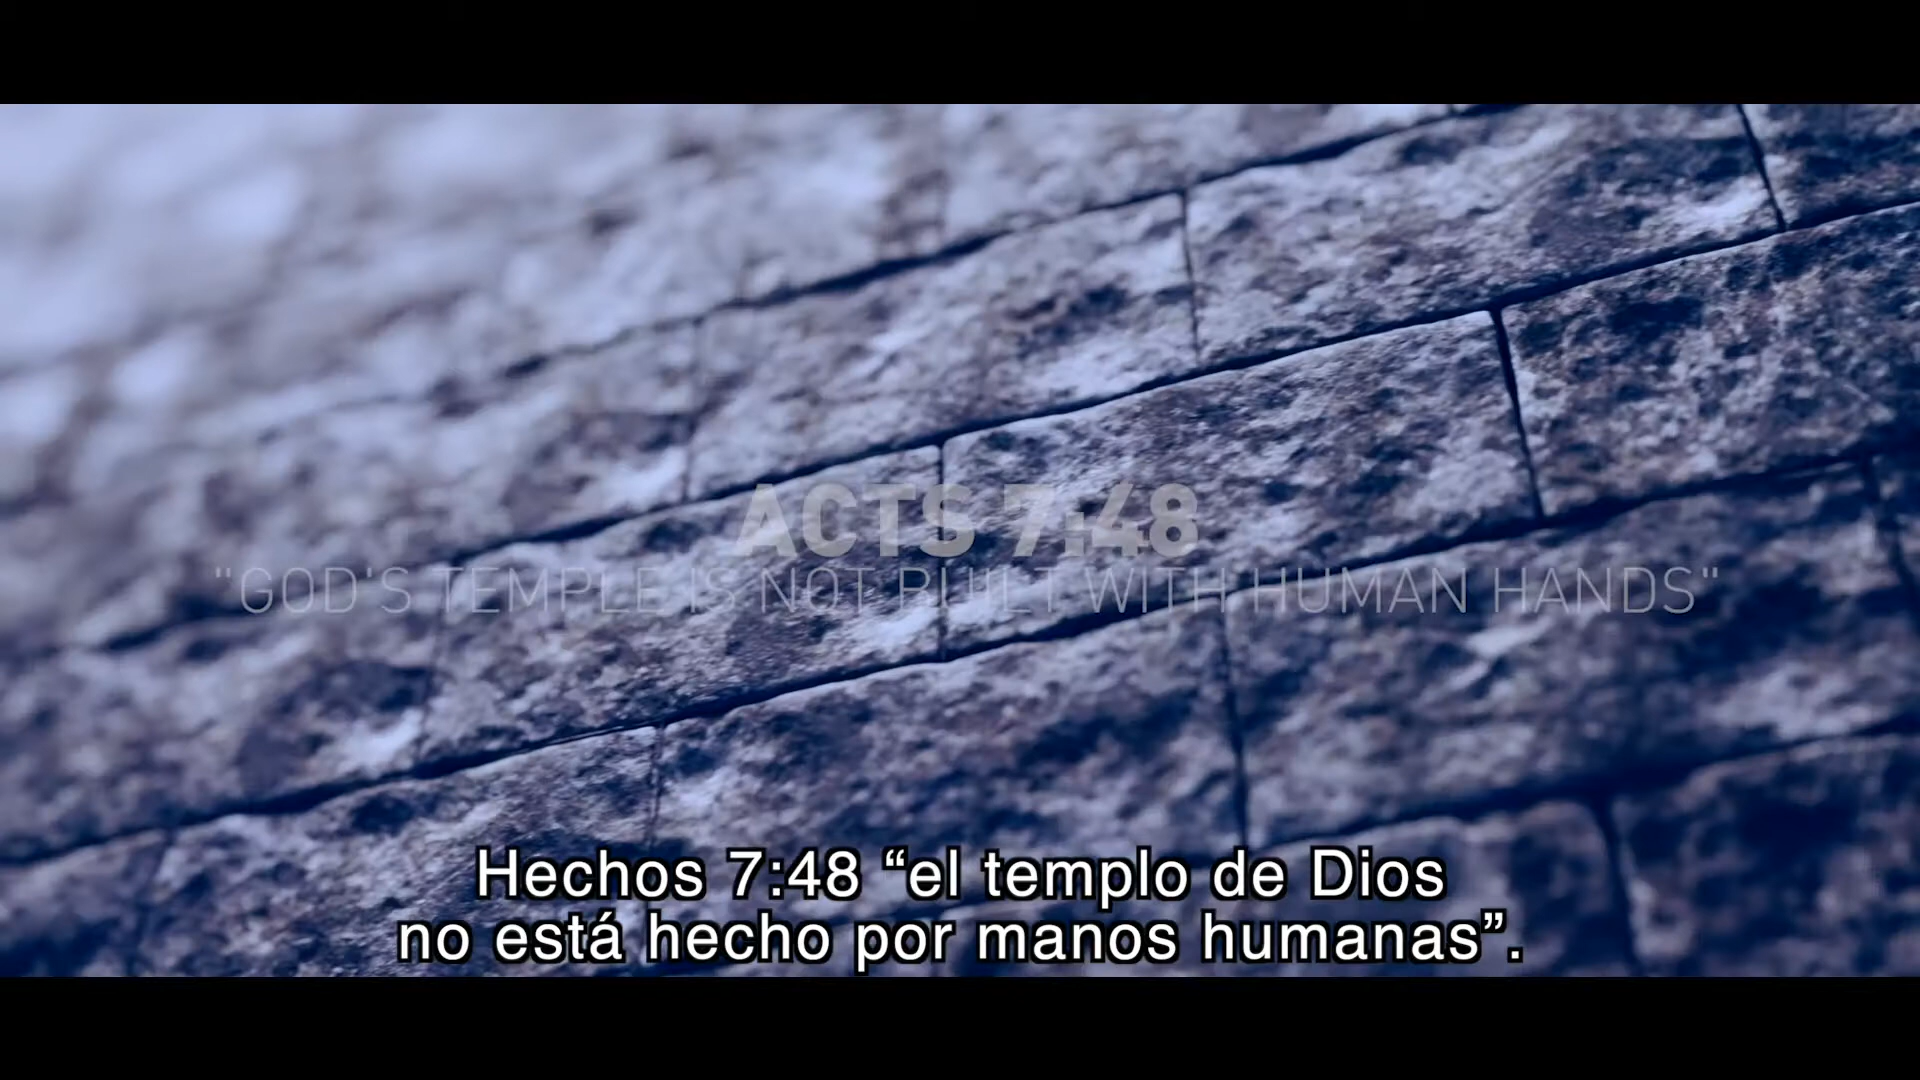 ACTS 7:48
"GOD'S TEMPLE IS NOT BUILT WITH HUMAN HANDS"
Hechos 7:48 “el templo de Dios
no está hecho por manos humanas”.